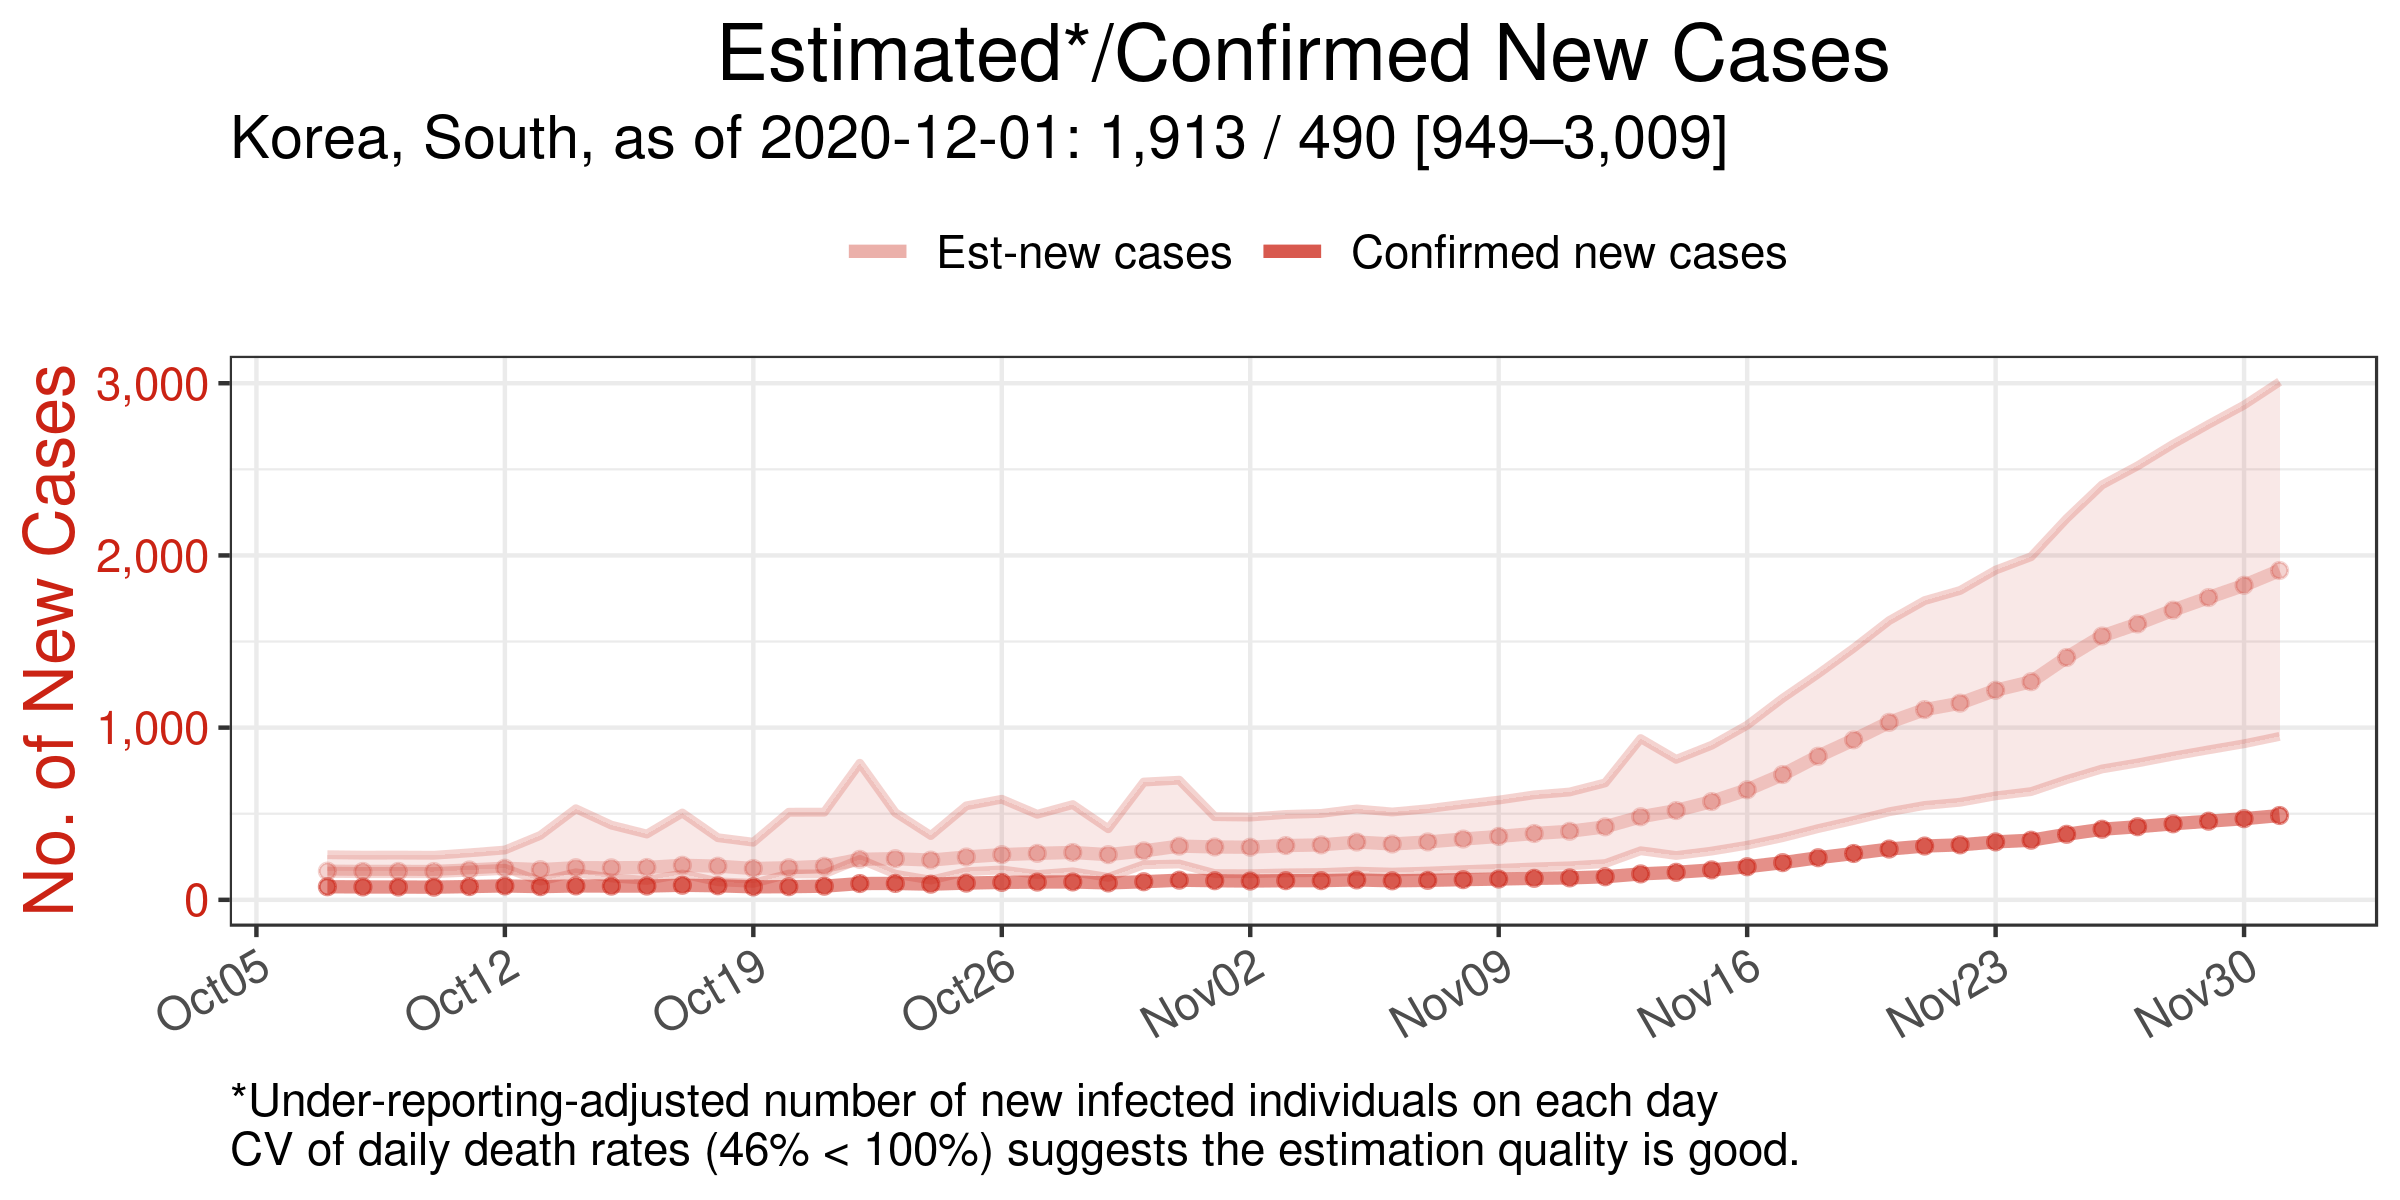 Estimated*/Confirmed New Cases
Korea, South, as of 2020-12-01: 1,913 / 490 [949–3,009]
Est-new cases
Confirmed new cases
No. of New Cases
3,000
2,000
1,000
0
Oct05
Oct12
Oct19
Oct26
Nov02
Nov09
Nov16
Nov23
Nov30
*Under-reporting-adjusted number of new infected individuals on each day
CV of daily death rates (46% < 100%) suggests the estimation quality is good.